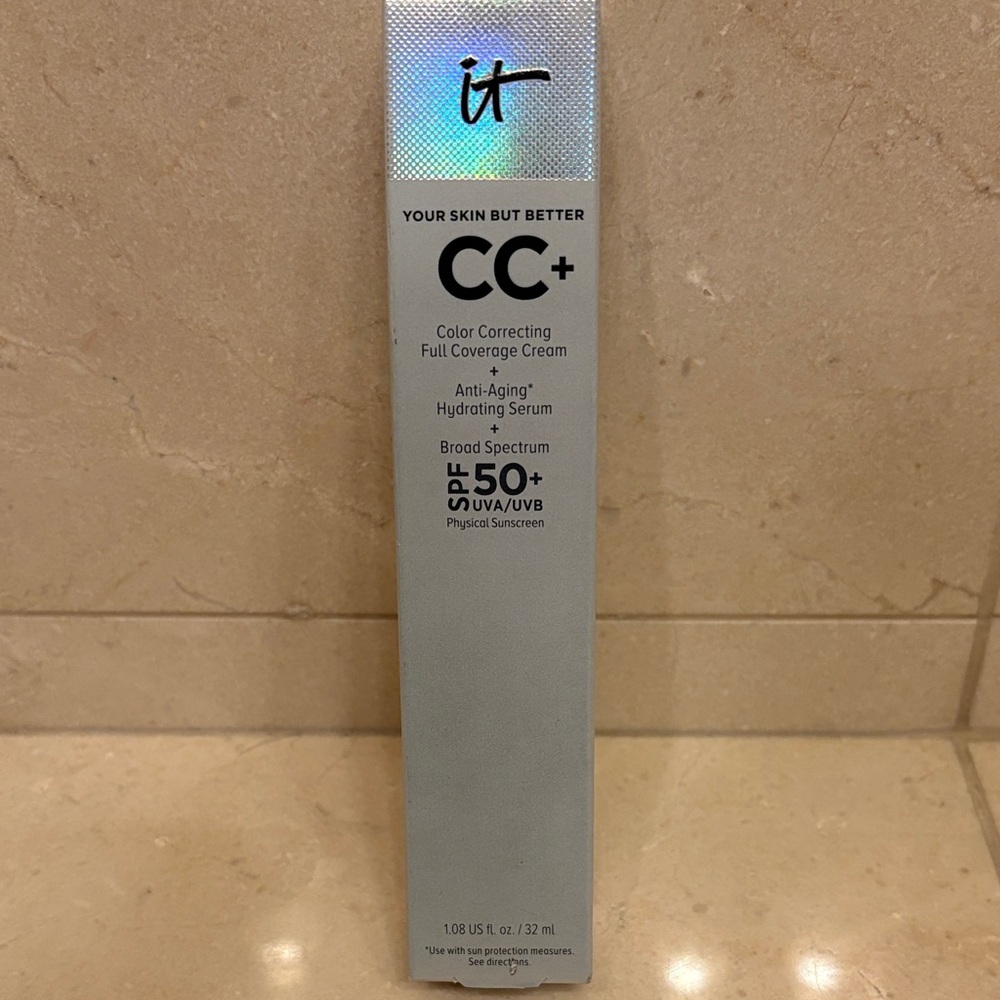 it
YOUR SKIN BUT BETTER
CC+
Color Correcting
Full Coverage Cream
+
Anti-Aging*
Hydrating Serum
+
Broad Spectrum
SPF 50+
UVA/UVB
Physical Sunscreen
1.08 US fl. oz. / 32 ml
*Use with sun protection measures.
See directions.